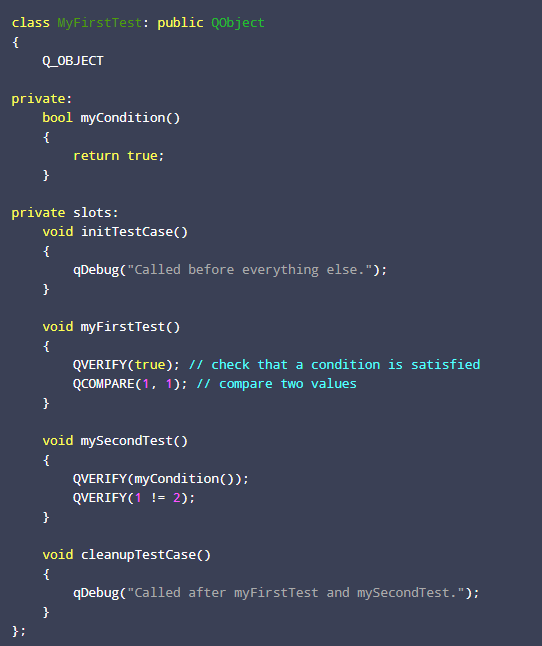 class MyFirstTest: public QObject
{
    Q_OBJECT

private:
    bool myCondition()
    {
        return true;
    }

private slots:
    void initTestCase()
    {
        qDebug("Called before everything else.");
    }

    void myFirstTest()
    {
        QVERIFY(true); // check that a condition is satisfied
        QCOMPARE(1, 1); // compare two values
    }

    void mySecondTest()
    {
        QVERIFY(myCondition());
        QVERIFY(1 != 2);
    }

    void cleanupTestCase()
    {
        qDebug("Called after myFirstTest and mySecondTest.");
    }
};